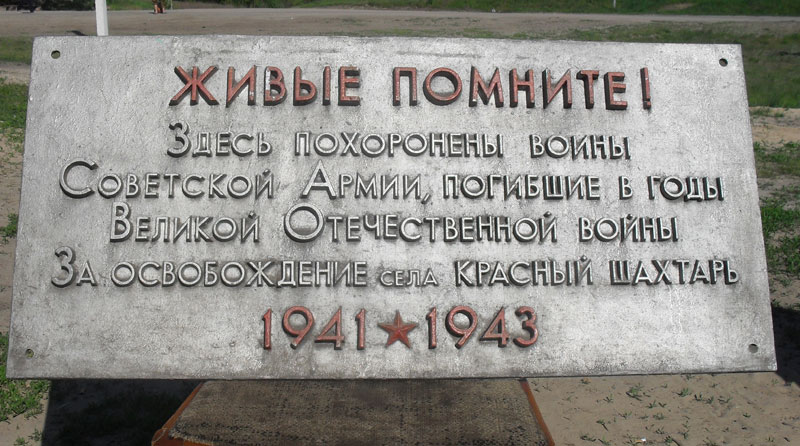 ЖИВЫЕ ПОМНИТЕ!
ЗДЕСЬ ПОХОРОНЕНЫ ВОИНЫ
СОВЕТСКОЙ АРМИИ, ПОГИБШИЕ В ГОДЫ
ВЕЛИКОЙ ОТЕЧЕСТВЕННОЙ ВОЙНЫ
ЗА ОСВОБОЖДЕНИЕ СЕЛА КРАСНЫЙ ШАХТАРЬ
1941★1943